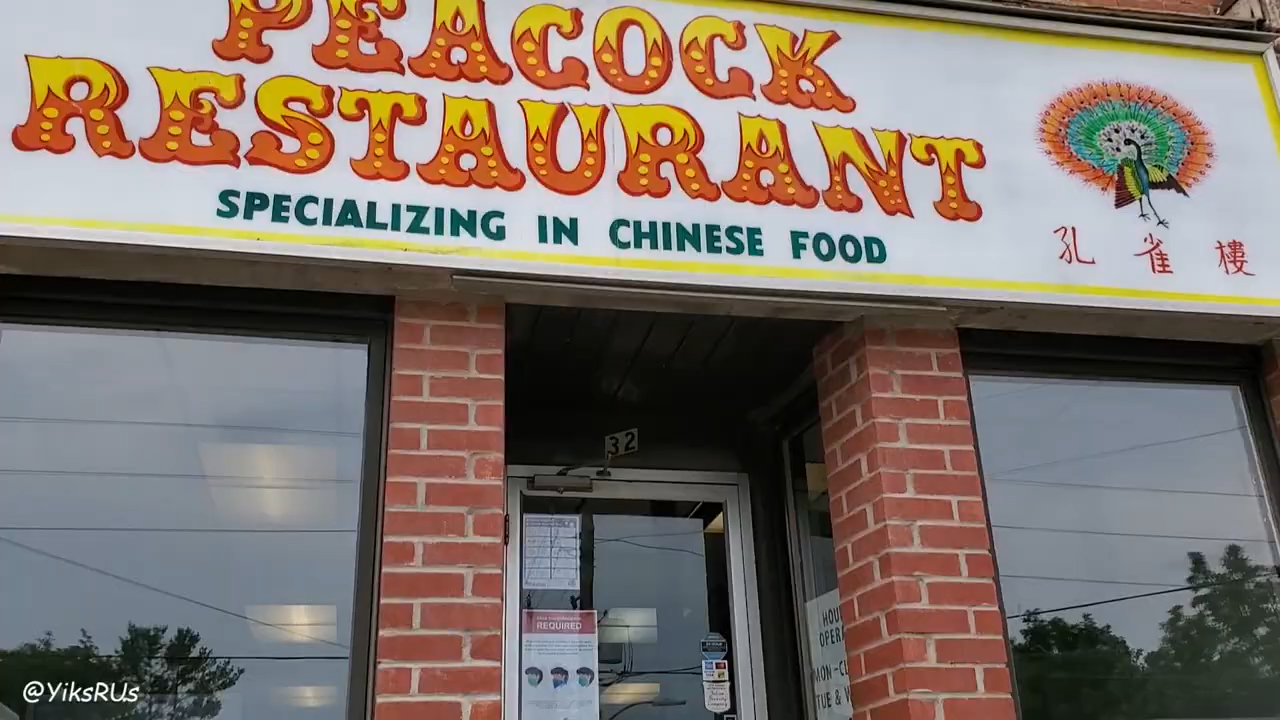 PEACOCK
RESTAURANT
SPECIALIZING IN CHINESE FOOD
孔雀樓
32
REQUIRED
@YiksRUs